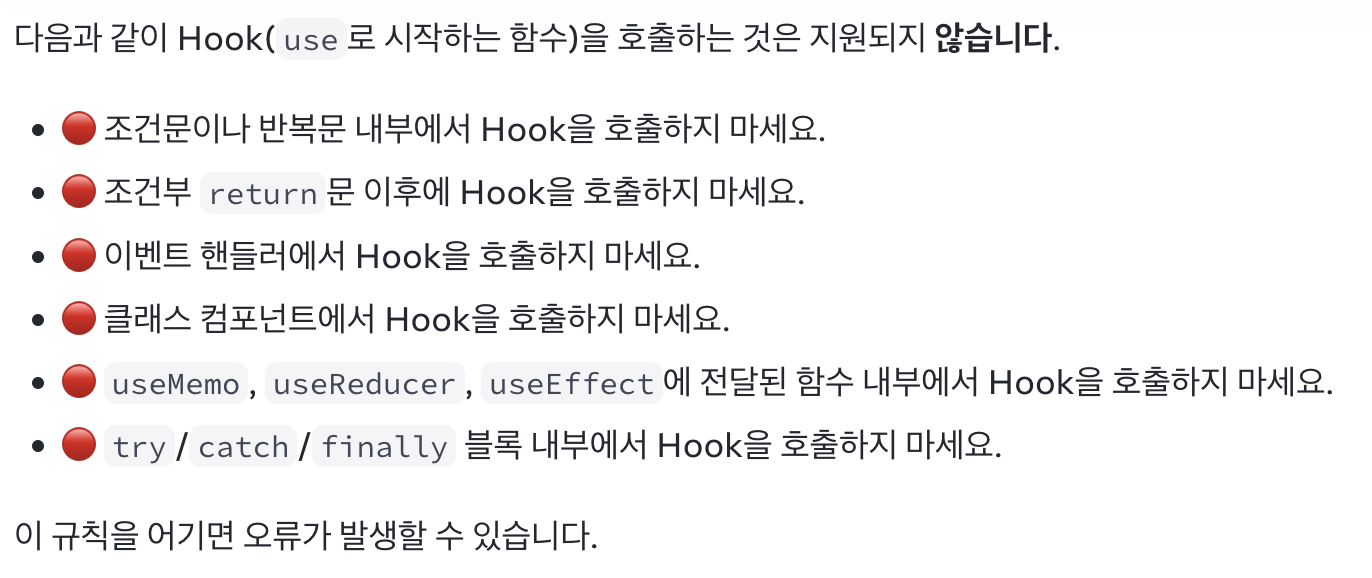 다음과 같이 Hook(use로 시작하는 함수)을 호출하는 것은 지원되지 않습니다.
• 🔴 조건문이나 반복문 내부에서 Hook을 호출하지 마세요.
• 🔴 조건부 return문 이후에 Hook을 호출하지 마세요.
• 🔴 이벤트 핸들러에서 Hook을 호출하지 마세요.
• 🔴 클래스 컴포넌트에서 Hook을 호출하지 마세요.
• 🔴 useMemo, useReducer, useEffect에 전달된 함수 내부에서 Hook을 호출하지 마세요.
• 🔴 try/catch/finally 블록 내부에서 Hook을 호출하지 마세요.
이 규칙을 어기면 오류가 발생할 수 있습니다.